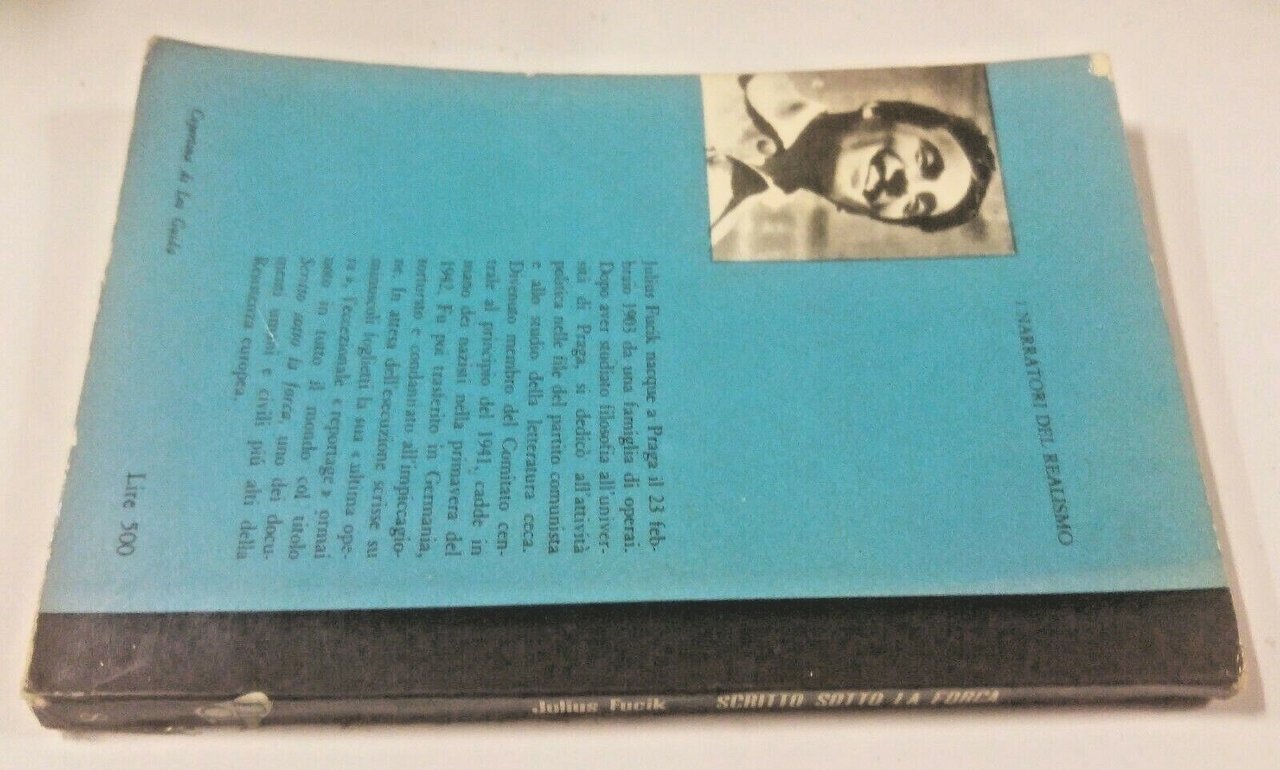 I NARRATORI DEL REALISMO
Julius Fucik nacque a Praga il 23 feb-
braio 1903 da una famiglia di operai.
Dopo aver studiato filosofia all'univer-
sità di Praga, si dedicò all'attività
politica nelle file del partito comunista
e allo studio della letteratura ceca.
Divenuto membro del Comitato cen-
trale al principio del 1941, cadde in
mano dei nazisti nella primavera del
1942. Fu poi trasferito in Germania,
torturato e condannato all'impiccagio-
ne. In attesa dell'esecuzione scrisse su
minuscoli foglietti la sua « ultima ope-
ra », l'eccezionale « reportage » ormai
noto in tutto il mondo col titolo
Scritto sotto la forca, uno dei docu-
menti umani e civili più alti della
Resistenza europea.
Lire 500
Copertina di Leo Guida
Julius Fucik SCRITTO SOTTO LA FORCA